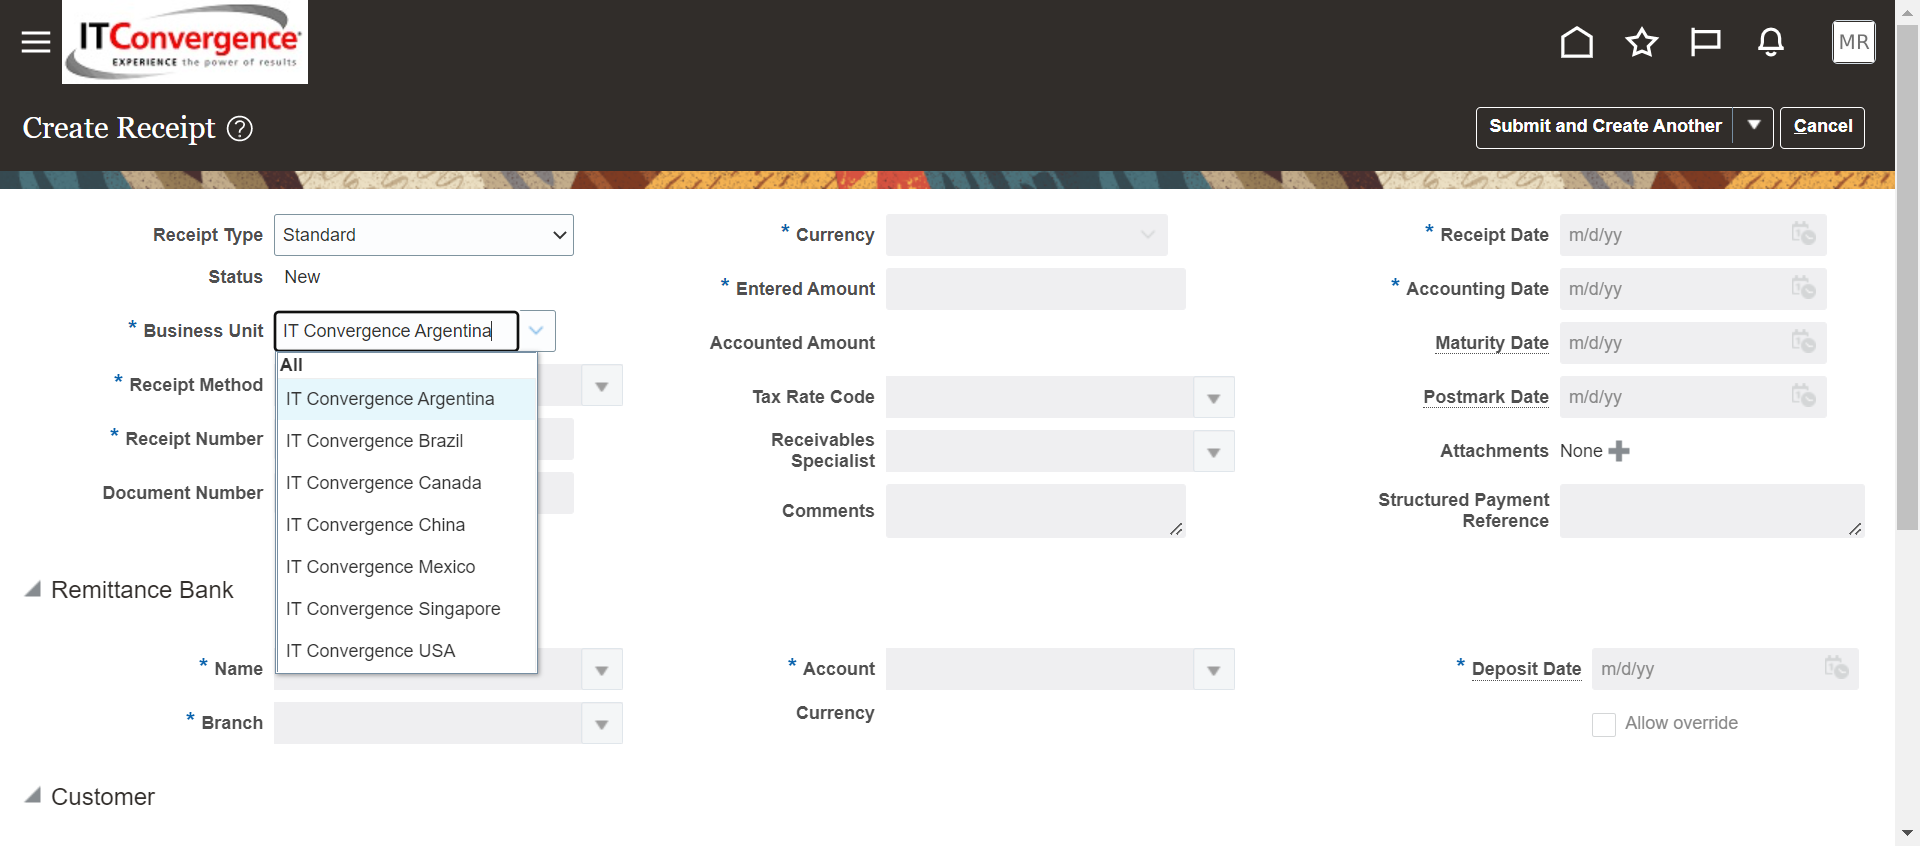 ITConvergence
EXPERIENCE the power of results
MR
Create Receipt ?
Submit and Create Another
Cancel
Receipt Type Standard
Status New
* Business Unit IT Convergence Argentina
All
IT Convergence Argentina
IT Convergence Brazil
IT Convergence Canada
IT Convergence China
IT Convergence Mexico
IT Convergence Singapore
IT Convergence USA
* Receipt Method
* Receipt Number
Document Number
* Currency
* Entered Amount
Accounted Amount
Tax Rate Code
Receivables
Specialist
Comments
* Receipt Date m/d/yy
* Accounting Date m/d/yy
Maturity Date m/d/yy
Postmark Date m/d/yy
Attachments None
Structured Payment
Reference
Remittance Bank
* Name
* Branch
* Account
Currency
* Deposit Date m/d/yy
Allow override
Customer